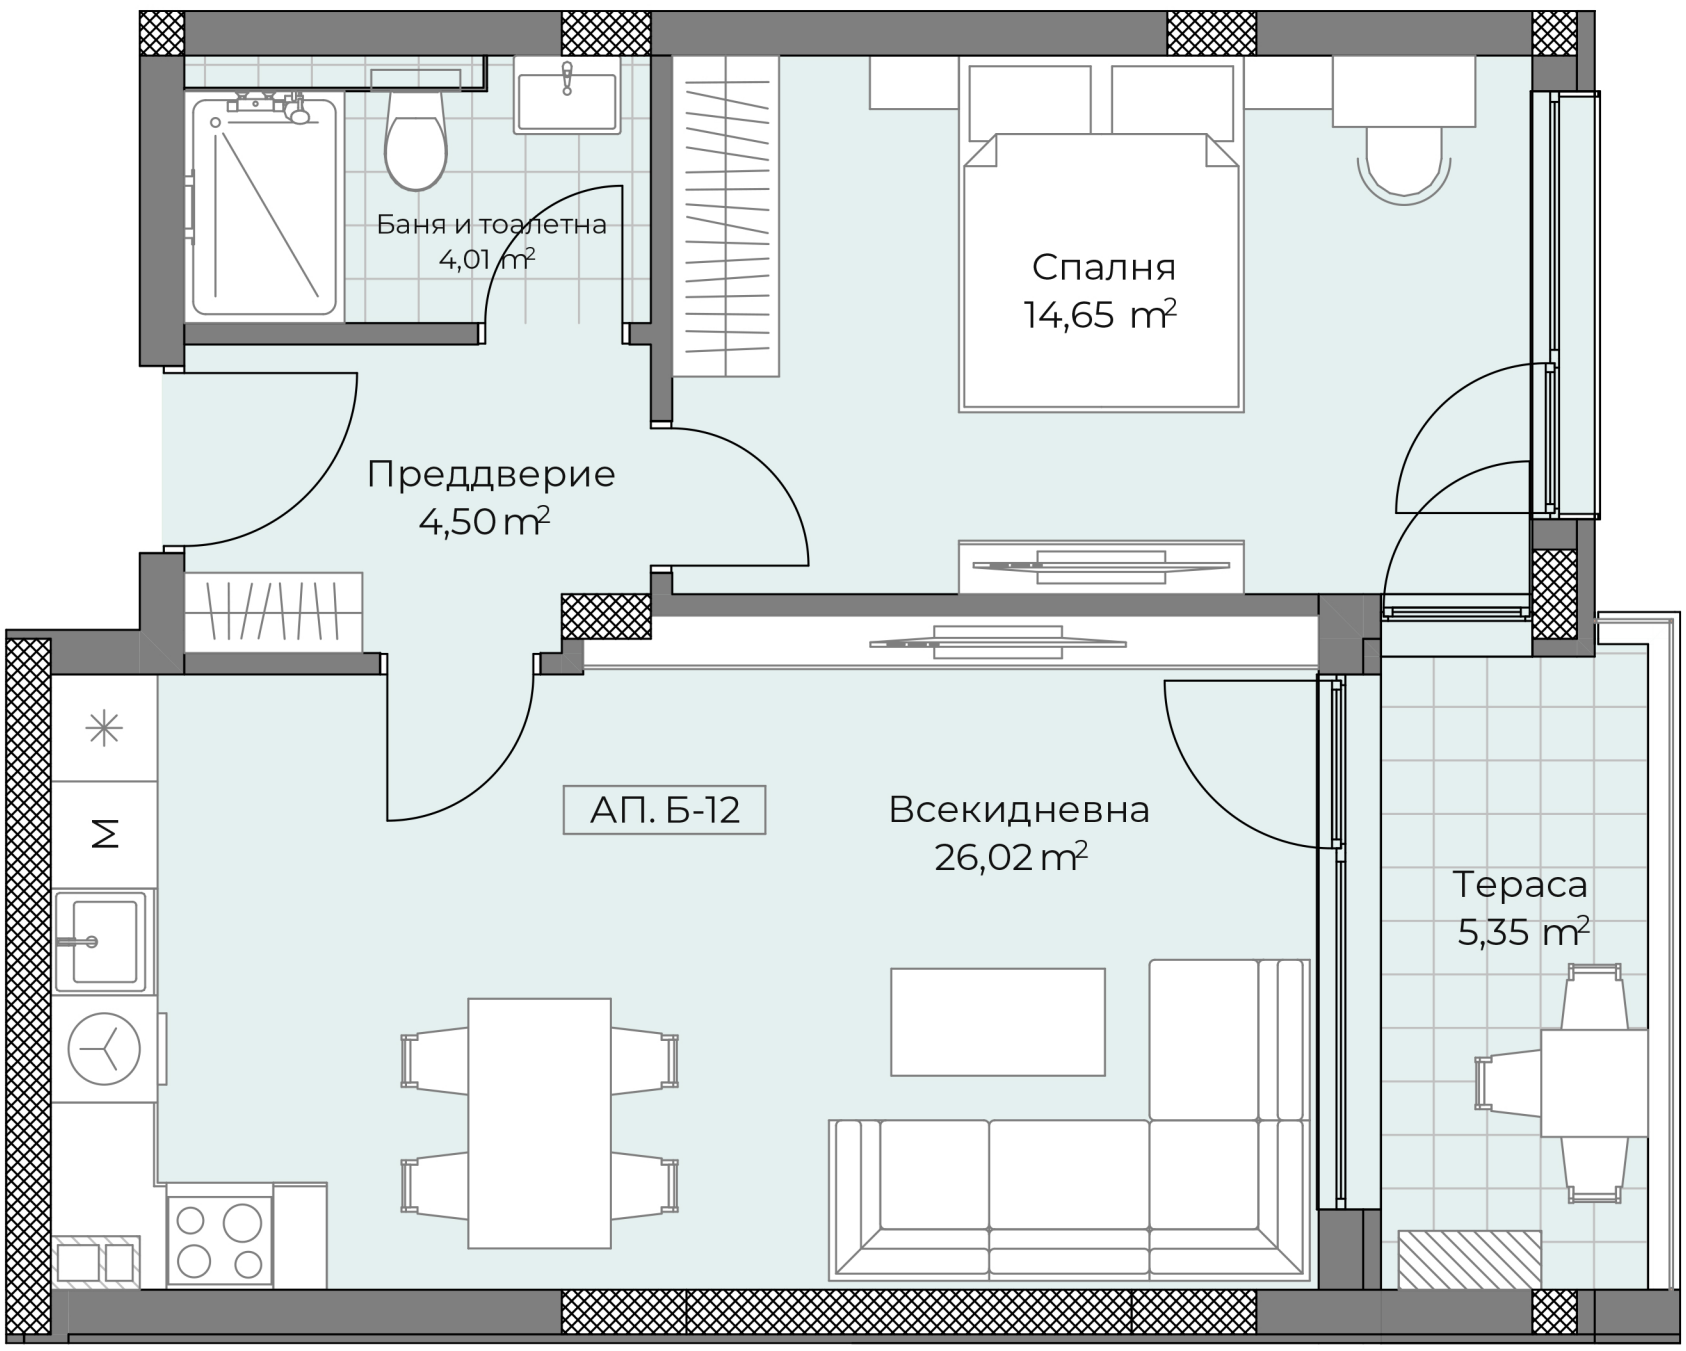 Баня и тоалетна
4,01 m²
Спалня
14,65 m²
Преддверие
4,50 m²
M
АП. Б-12
Всекидневна
26,02 m²
Тераса
5,35 m²